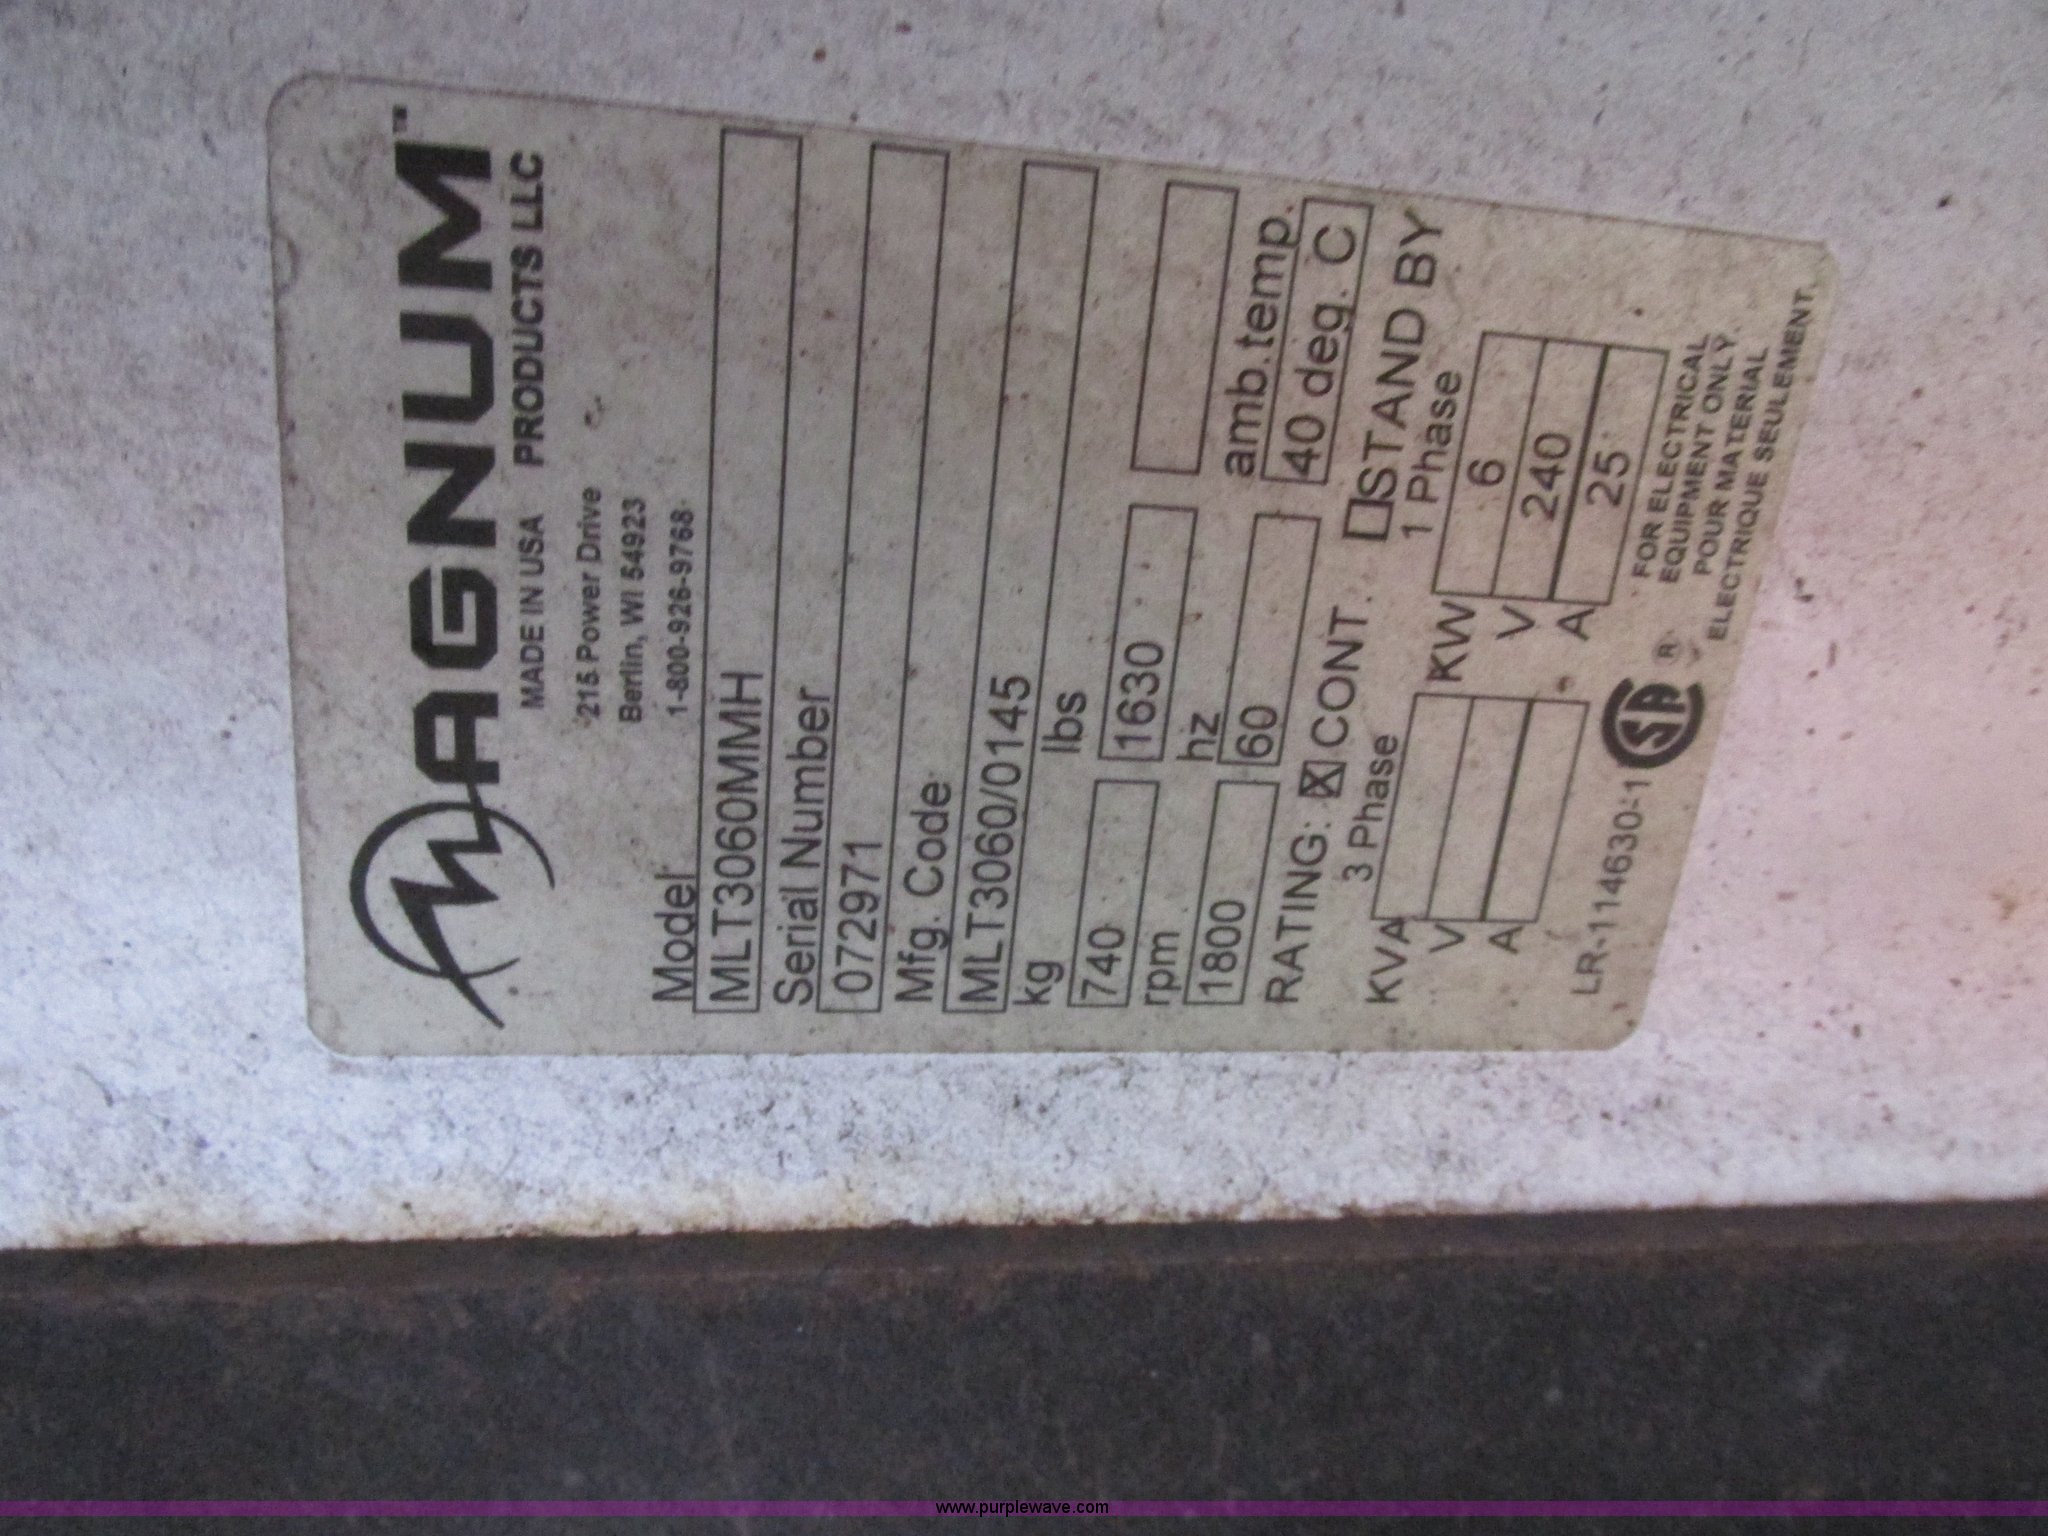 MAGNUM™
MADE IN USA PRODUCTS LLC
215 Power Drive
Berlin, WI 54923
1-800-926-9768
Model
MLT3060MMH
Serial Number
072971
Mfg. Code
MLT3060/0145
kg lbs
740 1630
rpm hz amb.temp.
1800 60 40 deg. C
RATING: ☒ CONT. ☐ STAND BY
3 Phase 1 Phase
KVA KW 6
V V 240
A A 25
LR-114630-1 SA ® FOR ELECTRICAL
EQUIPMENT ONLY.
POUR MATERIAL
ELECTRIQUE SEULEMENT.
www.purplewave.com